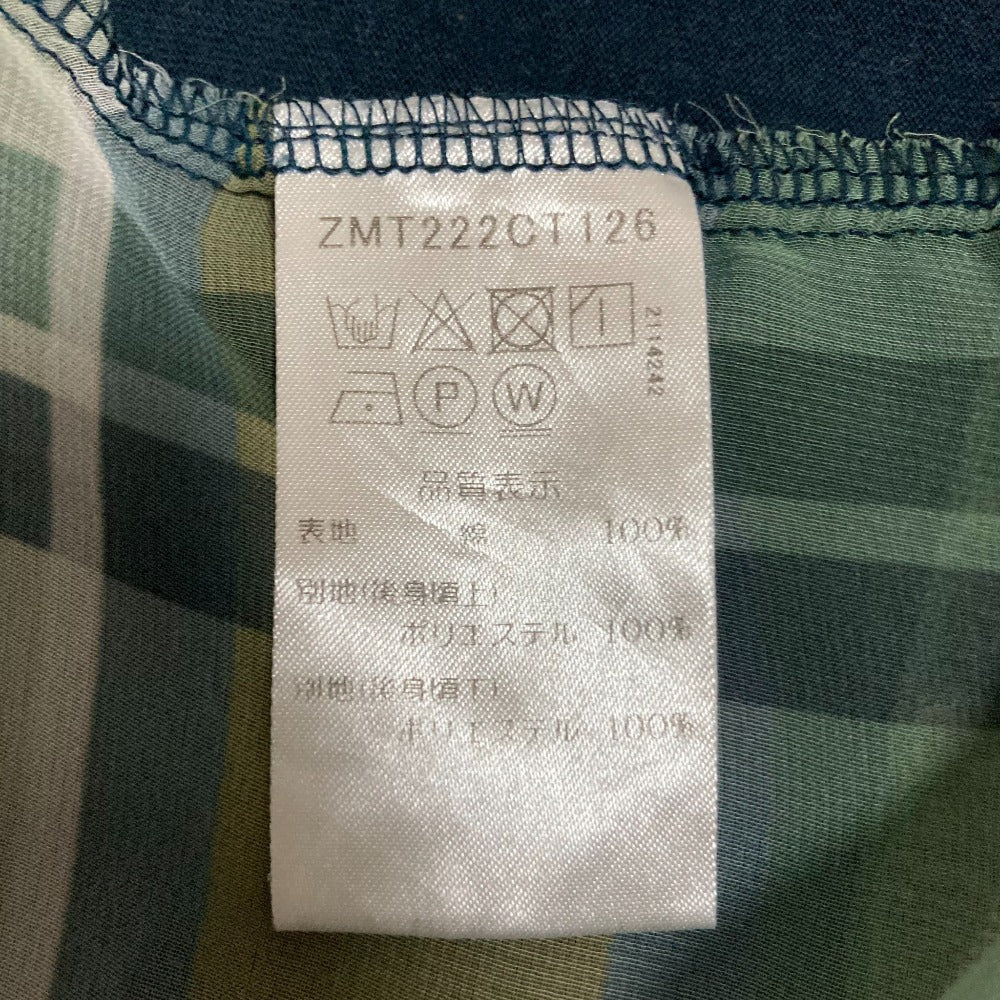 ZMT222CT126
2114242
P W
品質表示
表地 綿 100%
別地(後身頃上)
ポリエステル 100%
別地(後身頃下)
ポリエステル 100%